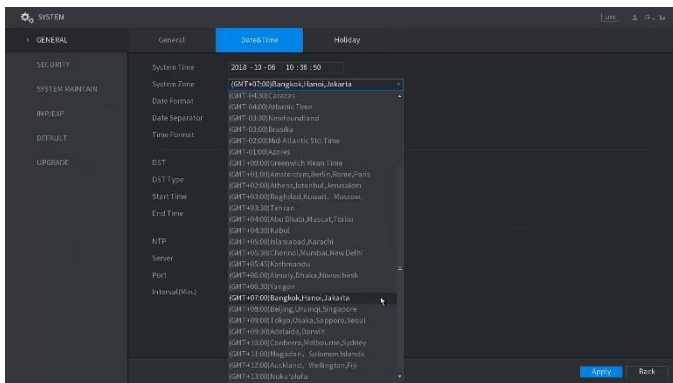 SYSTEM
LIVE
GENERAL
General
Date&Time
Holiday
SECURITY
SYSTEM MAINTAIN
IMP/EXP
DEFAULT
UPGRADE
System Time
2018 -10 -06 10 :36 :50
System Zone
(GMT+07:00)Bangkok,Hanoi,Jakarta
Date Format
Date Separator
Time Format
DST
DST Type
Start Time
End Time
NTP
Server
Port
Interval(Min.)
(GMT-04:30)Caracas
(GMT-04:00)Atlantic Time
(GMT-03:30)Newfoundland
(GMT-03:00)Brasilia
(GMT-02:00)Mid-Atlantic Std.Time
(GMT-01:00)Azores
(GMT+00:00)Greenwich Mean Time
(GMT+01:00)Amsterdam,Berlin,Rome,Paris
(GMT+02:00)Athens,Istanbul,Jerusalem
(GMT+03:00)Baghdad,Kuwait, Moscow
(GMT+03:30)Tehran
(GMT+04:00)Abu Dhabi,Muscat,Tbilisi
(GMT+04:30)Kabul
(GMT+05:00)Islamabad,Karachi
(GMT+05:30)Chennai,Mumbai,New Delhi
(GMT+05:45)Kathmandu
(GMT+06:00)Almaty,Dhaka,Novosibirsk
(GMT+06:30)Yangon
(GMT+07:00)Bangkok,Hanoi,Jakarta
(GMT+08:00)Beijing,Urumqi,Singapore
(GMT+09:00)Tokyo,Osaka,Sapporo,Seoul
(GMT+09:30)Adelaide,Darwin
(GMT+10:00)Canberra,Melbourne,Sydney
(GMT+11:00)Magadan, Solomon Islands
(GMT+12:00)Auckland, Wellington,Fiji
(GMT+13:00)Nuku'alofa
Apply
Back